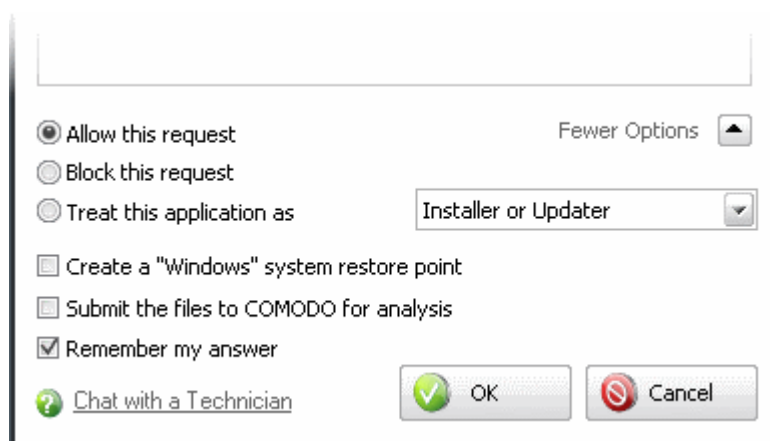 Allow this request
Fewer Options
Block this request
Treat this application as
Installer or Updater
Create a "Windows" system restore point
Submit the files to COMODO for analysis
Remember my answer
Chat with a Technician
OK
Cancel